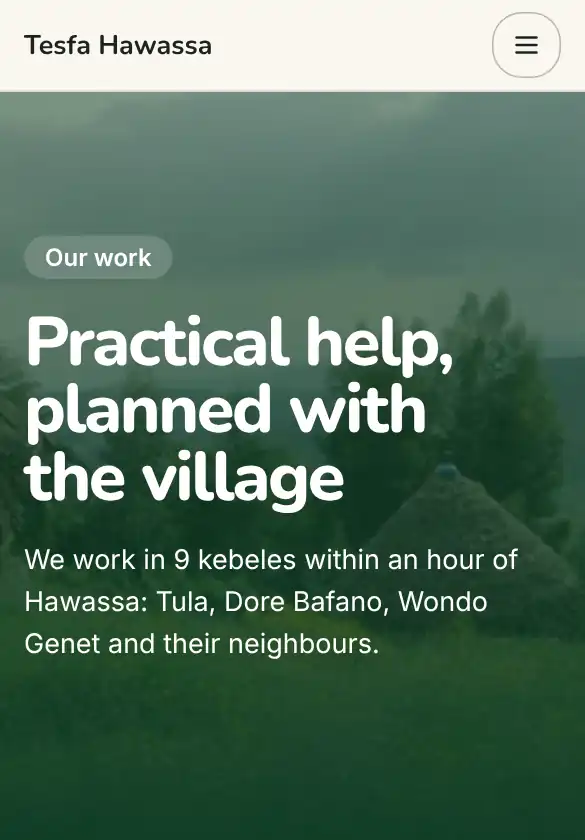 Tesfa Hawassa
Our work
Practical help,
planned with
the village
We work in 9 kebeles within an hour of
Hawassa: Tula, Dore Bafano, Wondo
Genet and their neighbours.